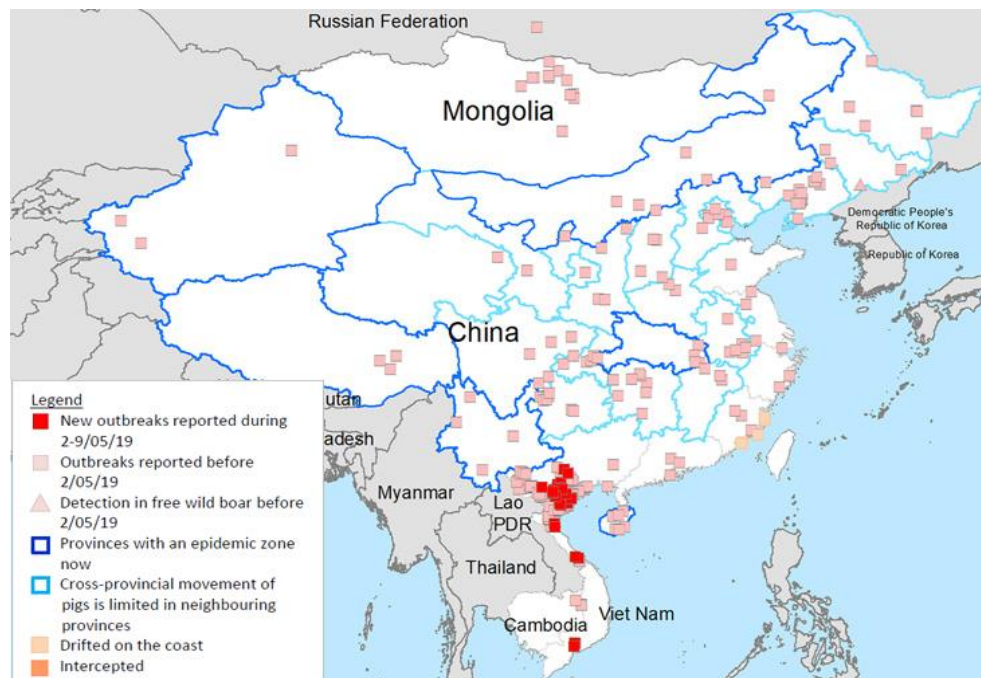 Russian Federation
Mongolia
Democratic People's
Republic of Korea
Republic of Korea
China
utan
adesh
Myanmar
Lao
PDR
Thailand
Viet Nam
Cambodia
Legend
New outbreaks reported during
2-9/05/19
Outbreaks reported before
2/05/19
Detection in free wild boar before
2/05/19
Provinces with an epidemic zone
now
Cross-provincial movement of
pigs is limited in neighbouring
provinces
Drifted on the coast
Intercepted